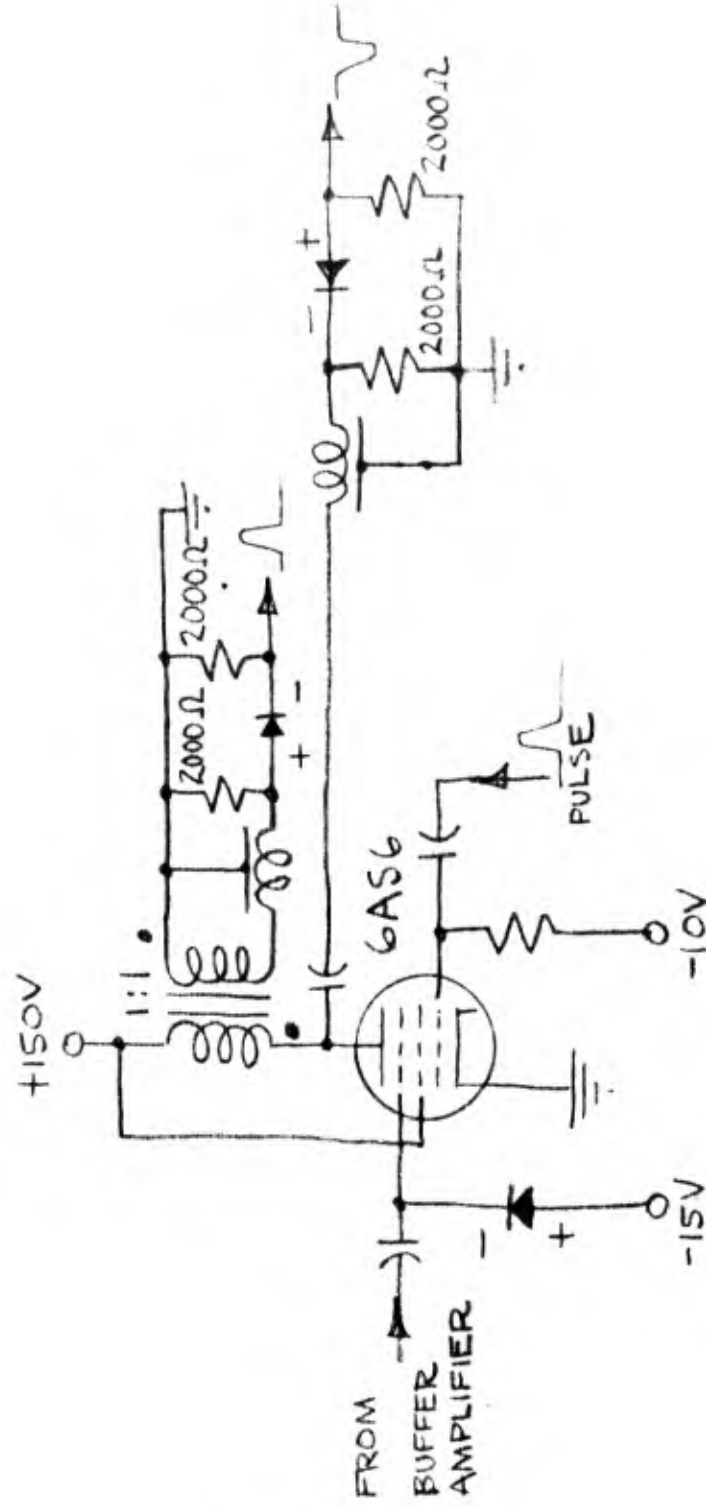 +150V
1:1
2000Ω
2000Ω
+
-
-
+
2000Ω
2000Ω
6AS6
PULSE
FROM
BUFFER
AMPLIFIER
-
+
-15V
-10V